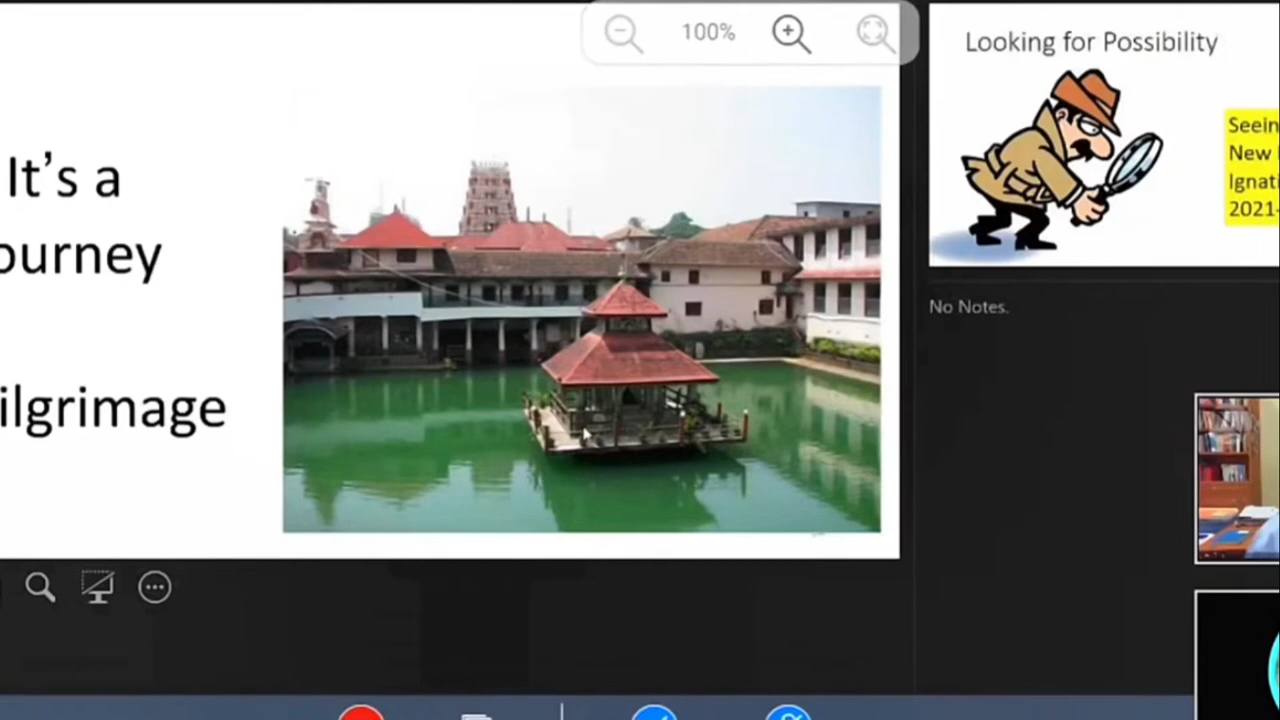 It's a
ourney
ilgrimage
100%
Looking for Possibility
Seein
New
Ignati
2021
No Notes.